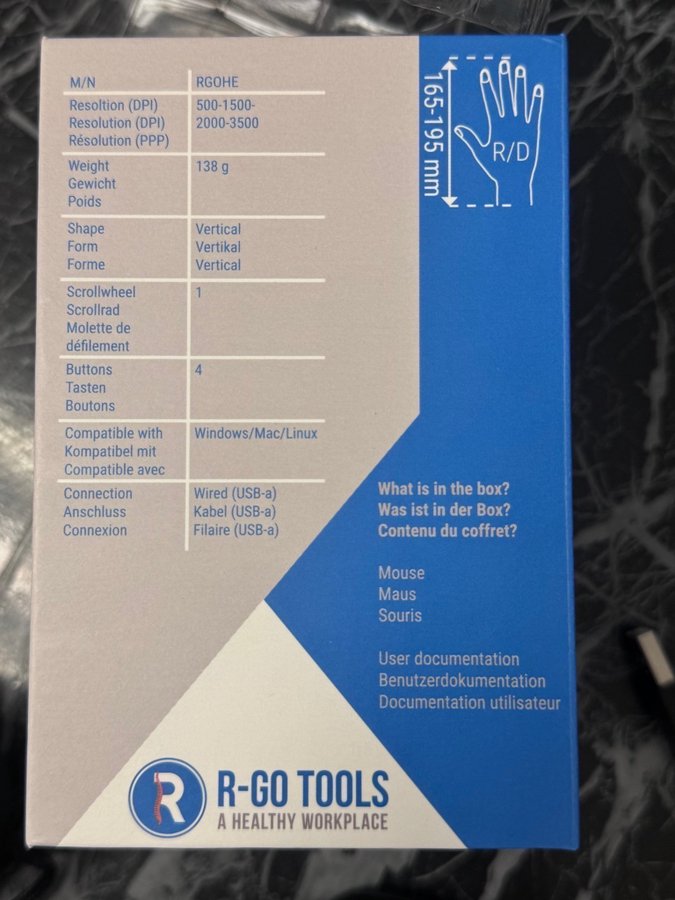 M/N RGOHE
Resoltion (DPI) 500-1500-
Resolution (DPI) 2000-3500
Résolution (PPP)
Weight 138 g
Gewicht
Poids
Shape Vertical
Form Vertikal
Forme Vertical
Scrollwheel 1
Scrollrad
Molette de
défilement
Buttons 4
Tasten
Boutons
Compatible with Windows/Mac/Linux
Kompatibel mit
Compatible avec
Connection Wired (USB-a)
Anschluss Kabel (USB-a)
Connexion Filaire (USB-a)
165-195 mm
R/D
What is in the box?
Was ist in der Box?
Contenu du coffret?
Mouse
Maus
Souris
User documentation
Benutzerdokumentation
Documentation utilisateur
R
R-GO TOOLS
A HEALTHY WORKPLACE